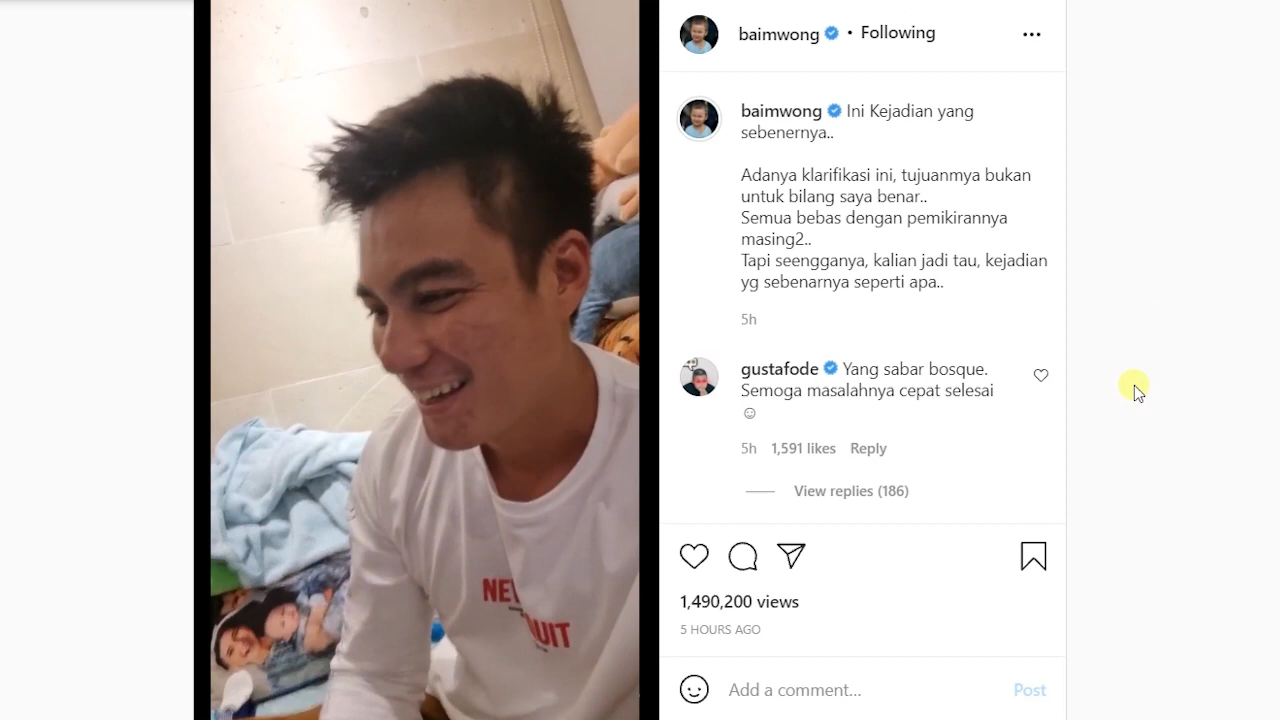 baimwong • Following
baimwong Ini Kejadian yang
sebenernya..
Adanya klarifikasi ini, tujuanmya bukan
untuk bilang saya benar..
Semua bebas dengan pemikirannya
masing2..
Tapi seengganya, kalian jadi tau, kejadian
yg sebenarnya seperti apa..
5h
gustafode Yang sabar bosque.
Semoga masalahnya cepat selesai
☺
5h 1,591 likes Reply
View replies (186)
1,490,200 views
5 HOURS AGO
Add a comment... Post
NE
UIT